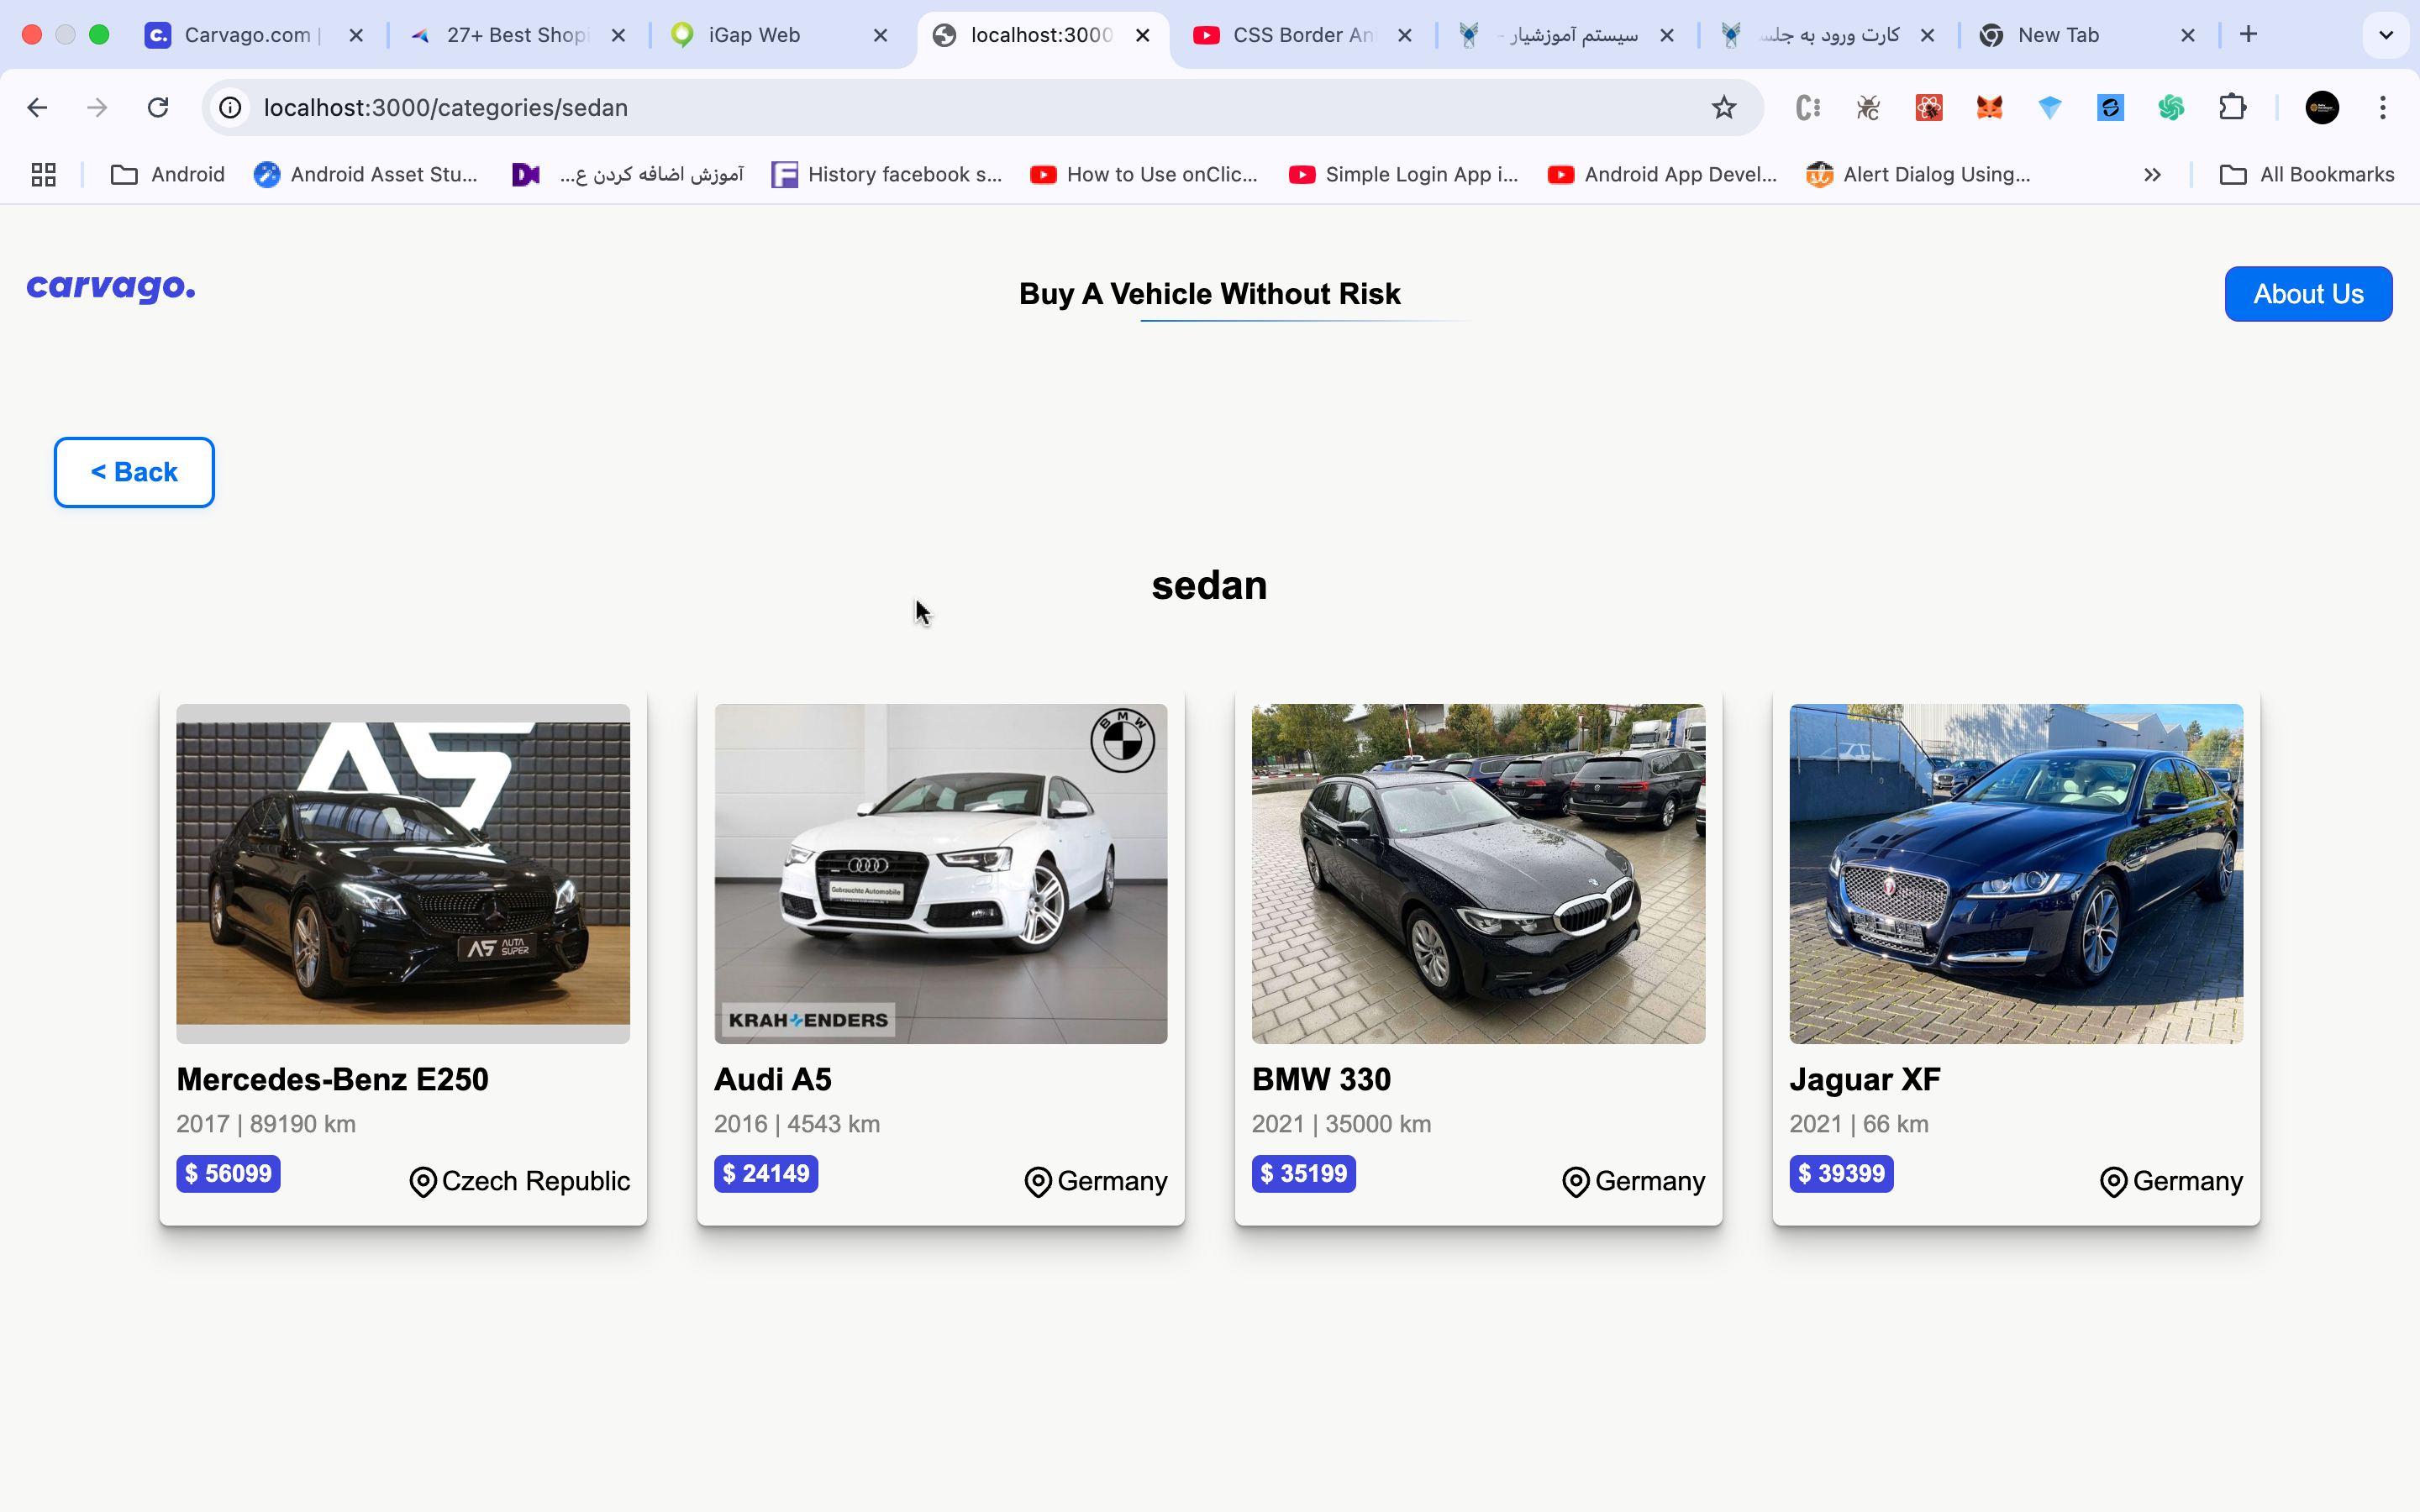 Carvago.com |
27+ Best Shopi
iGap Web
localhost:3000
CSS Border An
سیستم آموزشیار -
کارت ورود به جلس
New Tab
localhost:3000/categories/sedan
Android
Android Asset Stu...
آموزش اضافه کردن ع...
History facebook s...
How to Use onClic...
Simple Login App i...
Android App Devel...
Alert Dialog Using...
All Bookmarks
carvago.
Buy A Vehicle Without Risk
About Us
< Back
sedan
A5
AUTA SUPER
BMW
Gebrauchte Automobile
KRAH+ENDERS
Mercedes-Benz E250
2017 | 89190 km
$ 56099
Czech Republic
Audi A5
2016 | 4543 km
$ 24149
Germany
BMW 330
2021 | 35000 km
$ 35199
Germany
Jaguar XF
2021 | 66 km
$ 39399
Germany